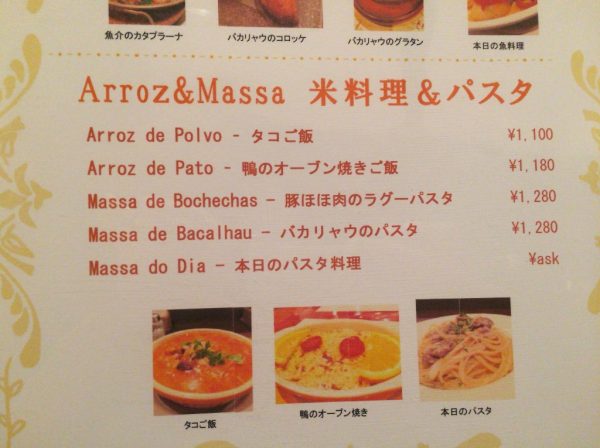 魚介のカタプラーナ
バカリャウのコロッケ
バカリャウのグラタン
本日の魚料理
Arroz&Massa 米料理＆パスタ
Arroz de Polvo - タコご飯 ¥1,100
Arroz de Pato - 鴨のオーブン焼きご飯 ¥1,180
Massa de Bochechas - 豚ほほ肉のラグーパスタ ¥1,280
Massa de Bacalhau - バカリャウのパスタ ¥1,280
Massa do Dia - 本日のパスタ料理 ¥ask
タコご飯
鴨のオーブン焼き
本日のパスタ